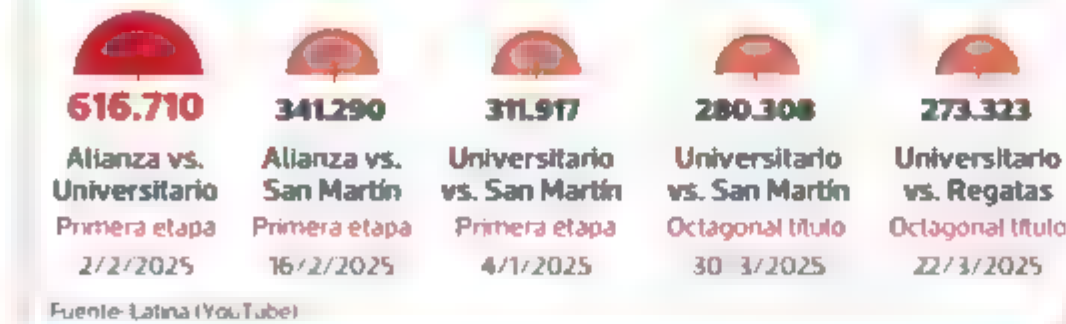 616.710
341.290
311.917
280.308
273.323
Alianza vs.
Universitario
Alianza vs.
San Martín
Universitario
vs. San Martín
Universitario
vs. San Martín
Universitario
vs. Regatas
Primera etapa
Primera etapa
Primera etapa
Octagonal título
Octagonal título
2/2/2025
16/2/2025
4/1/2025
30/3/2025
22/3/2025
Fuente: Latina (YouTube)